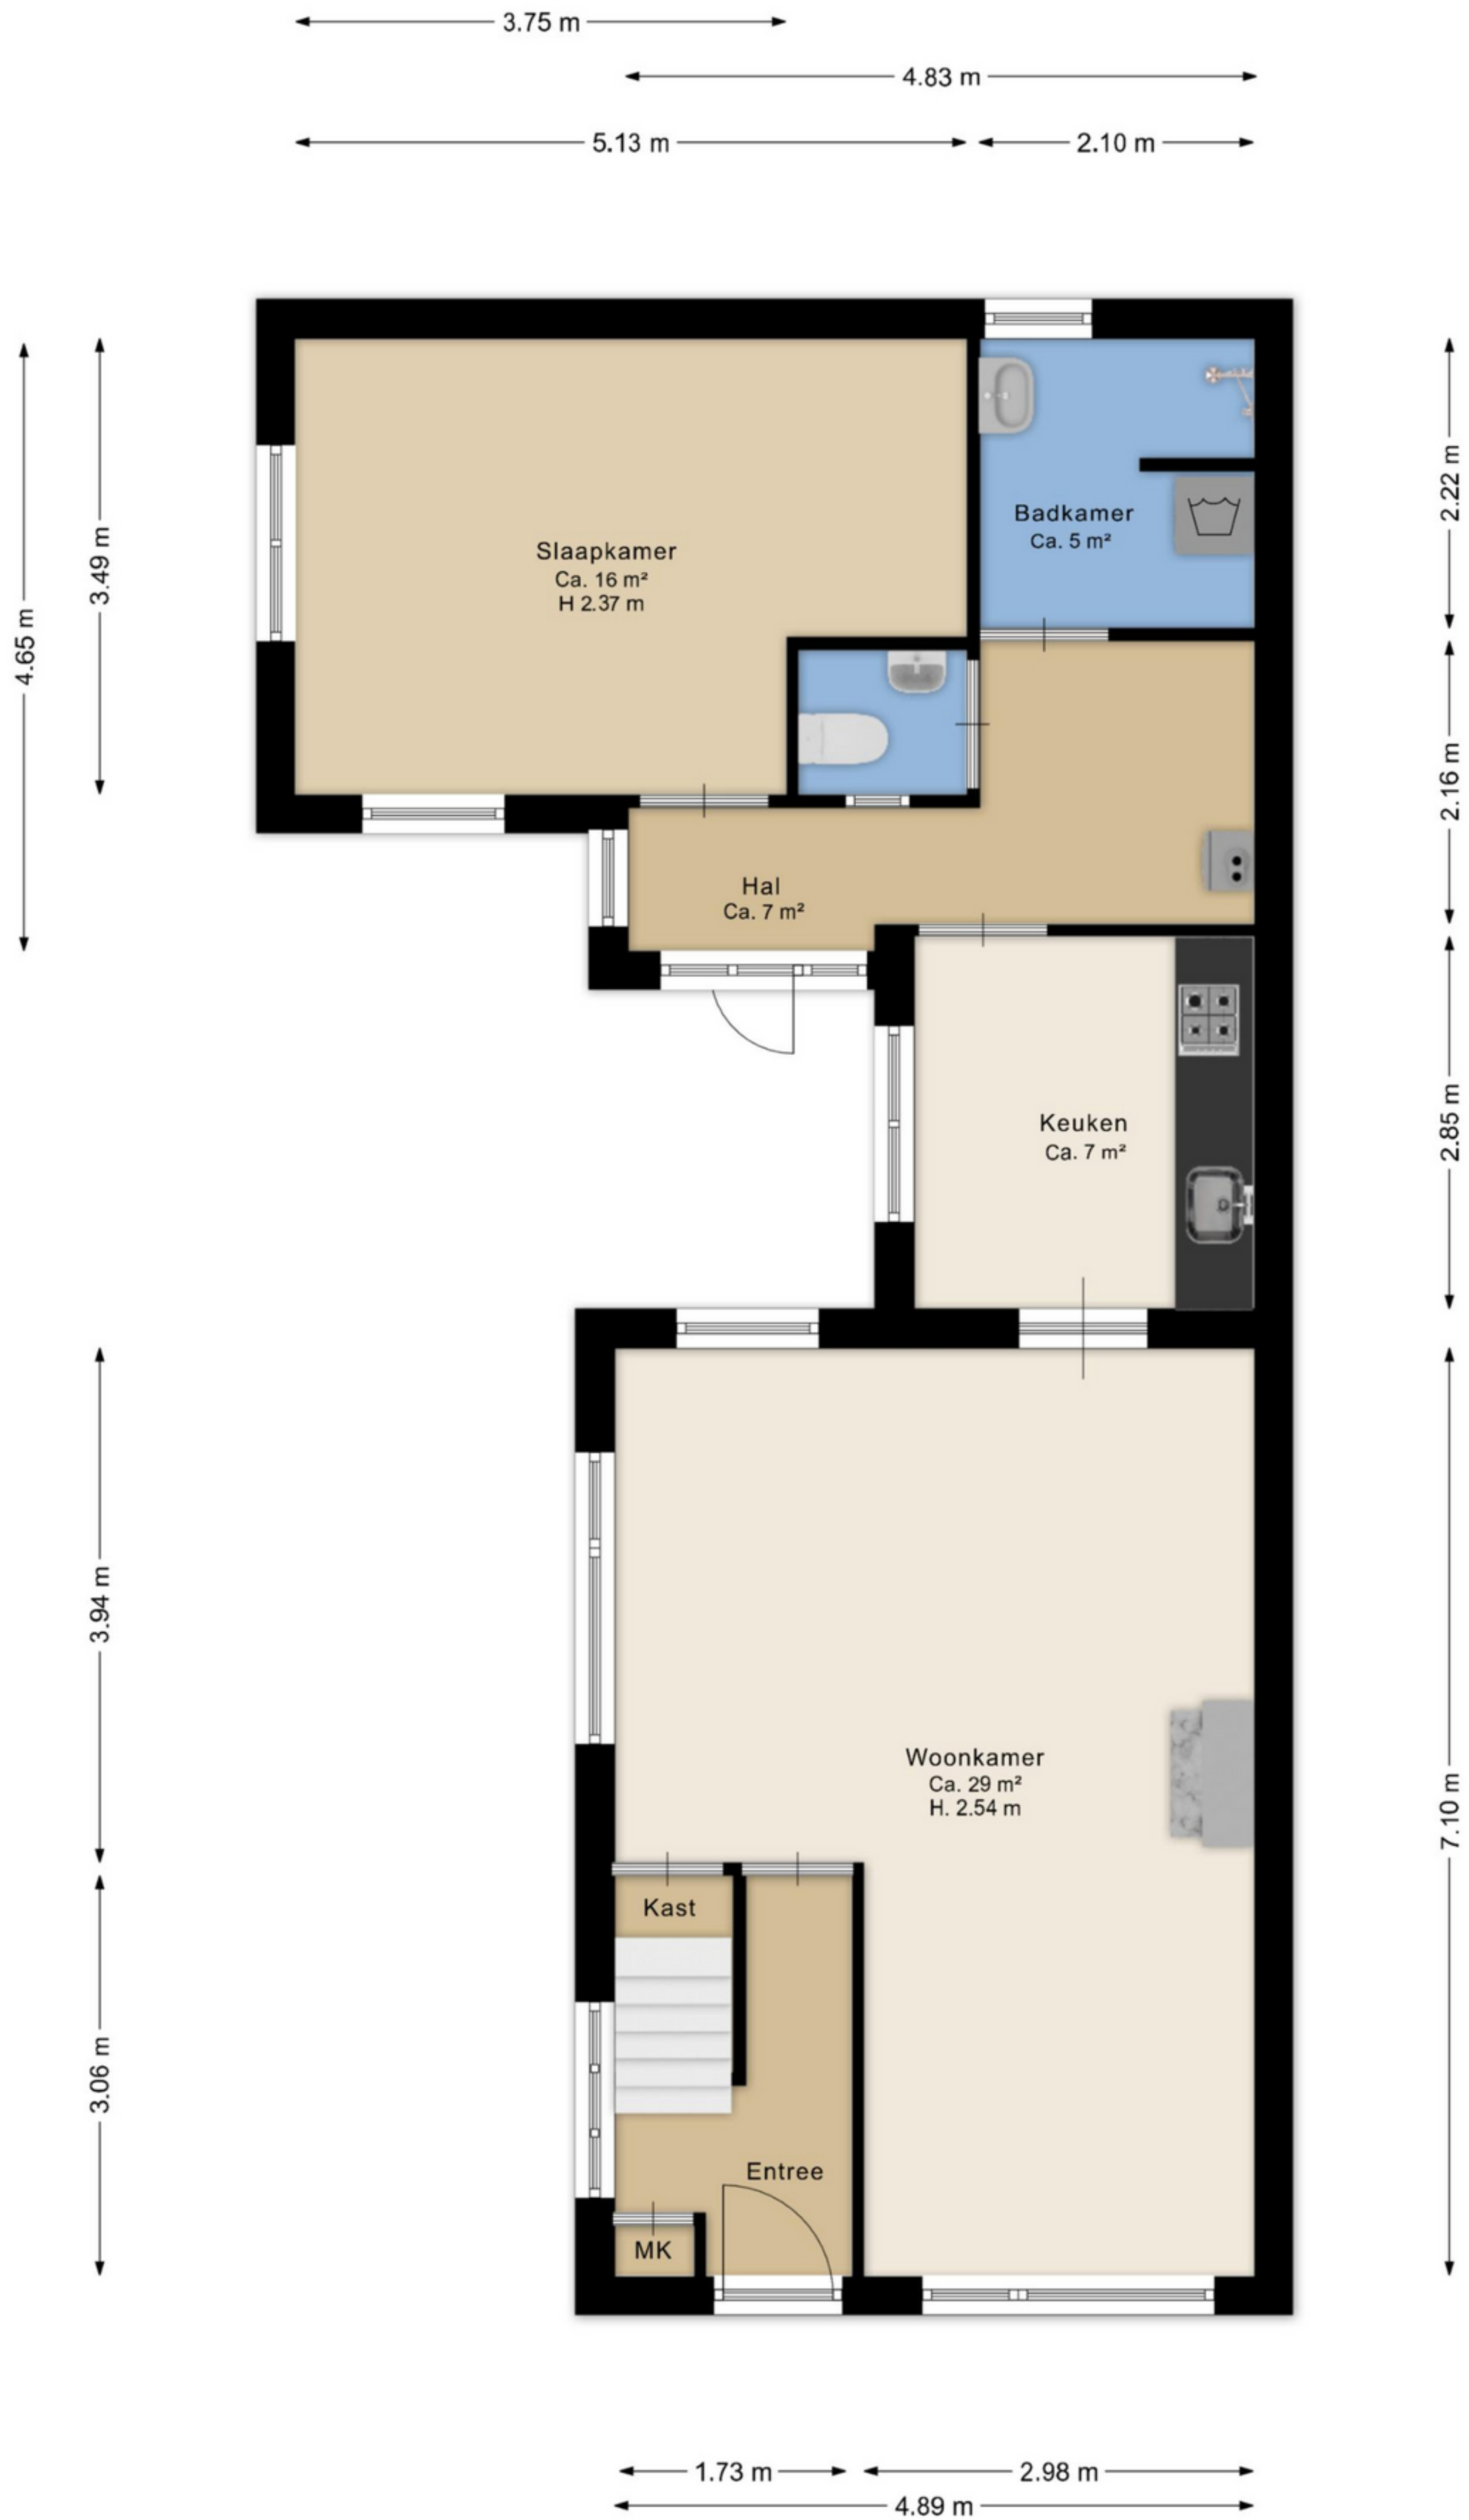 3.75 m
4.83 m
5.13 m
2.10 m
4.65 m
3.49 m
2.22 m
Slaapkamer
Ca. 16 m²
H 2.37 m
Badkamer
Ca. 5 m²
2.16 m
Hal
Ca. 7 m²
Keuken
Ca. 7 m²
2.85 m
3.94 m
Woonkamer
Ca. 29 m²
H. 2.54 m
7.10 m
Kast
3.06 m
Entree
MK
1.73 m
2.98 m
4.89 m